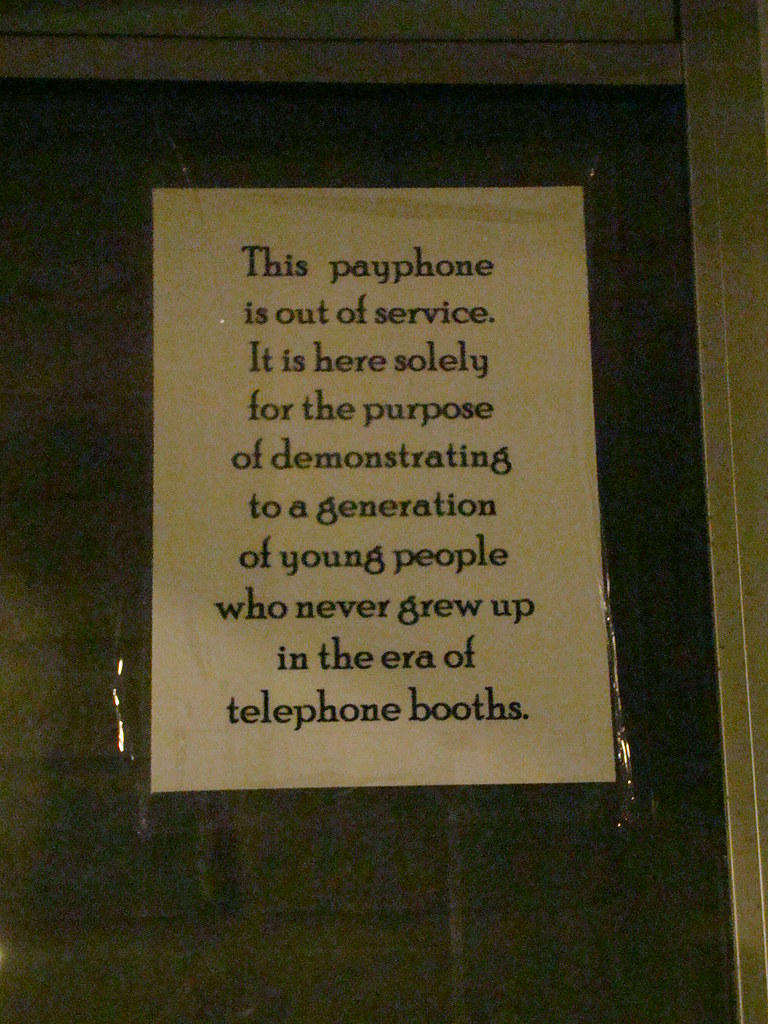 This payphone
is out of service.
It is here solely
for the purpose
of demonstrating
to a generation
of young people
who never grew up
in the era of
telephone booths.